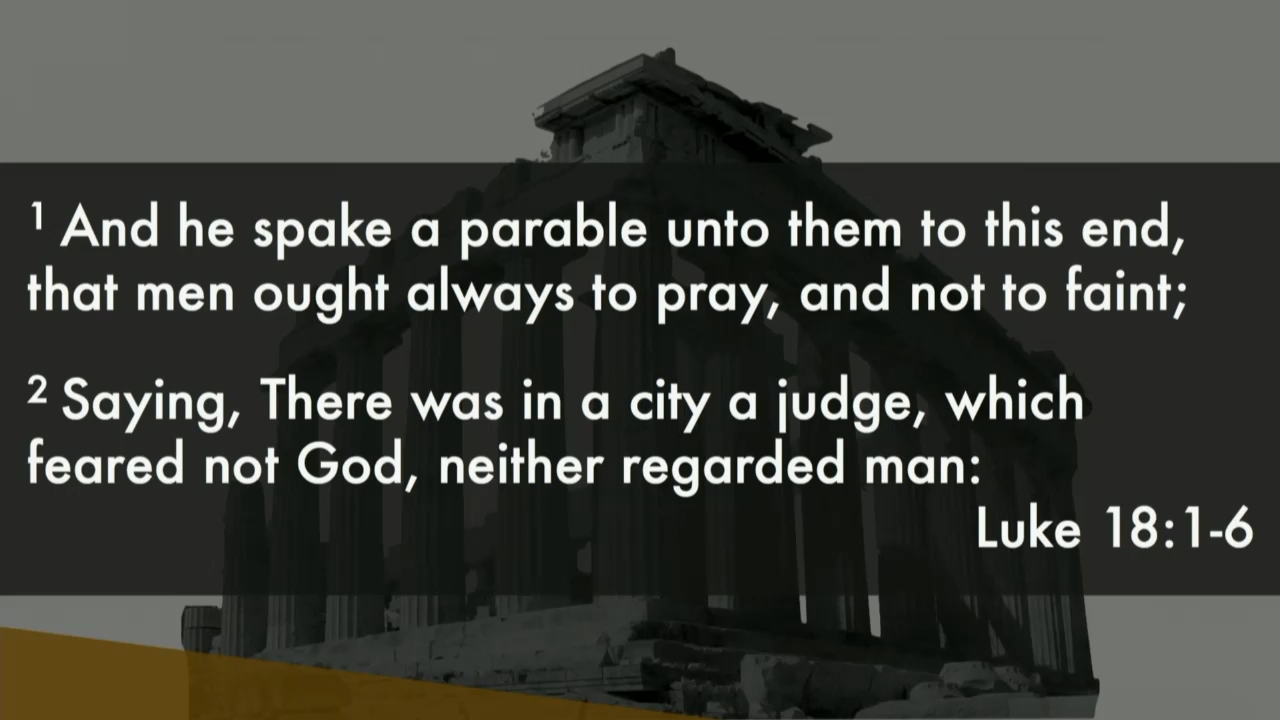 1 And he spake a parable unto them to this end,
that men ought always to pray, and not to faint;
2 Saying, There was in a city a judge, which
feared not God, neither regarded man:
Luke 18:1-6